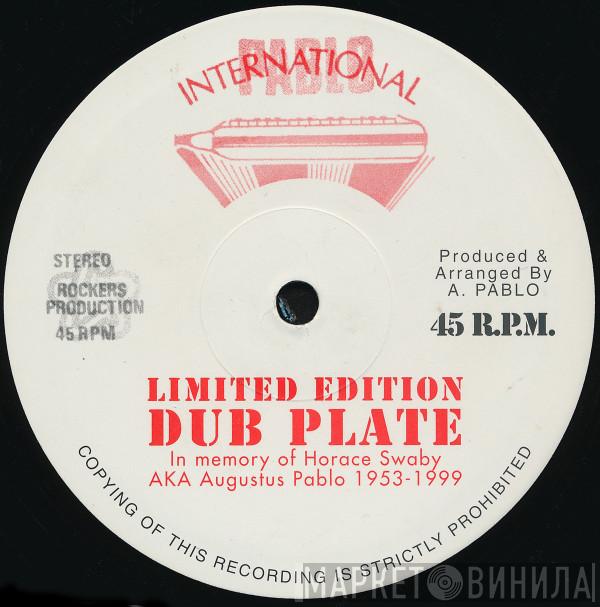 PABLO
INTERNATIONAL
STEREO
ROCKERS
PRODUCTION
45 RPM
Produced &
Arranged By
A. PABLO
45 R.P.M.
LIMITED EDITION
DUB PLATE
In memory of Horace Swaby
AKA Augustus Pablo 1953-1999
COPYING OF THIS RECORDING IS STRICTLY PROHIBITED
МАРКЕТ ВИНИЛА